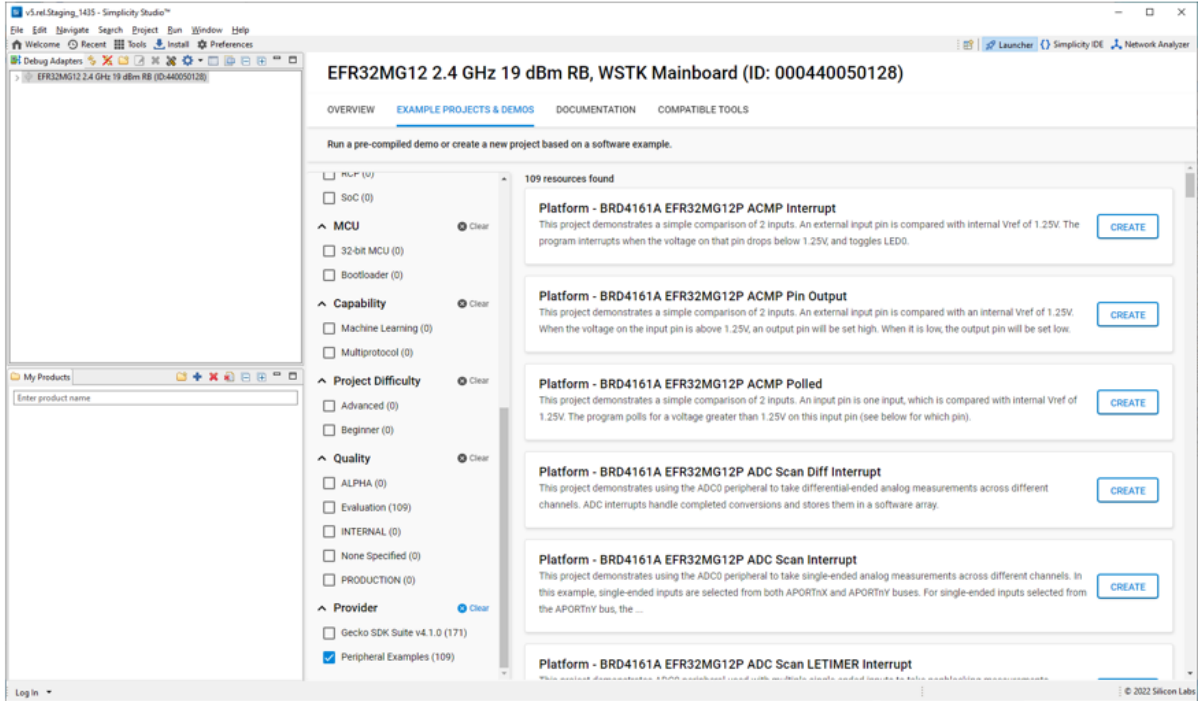 v5.rel.Staging_1435 - Simplicity Studio™
File Edit Navigate Search Project Run Window Help
Welcome Recent Tools Install Preferences
Launcher Simplicity IDE Network Analyzer
Debug Adapters
EFR32MG12 2.4 GHz 19 dBm RB (ID:440050128)
My Products
Enter product name
EFR32MG12 2.4 GHz 19 dBm RB, WSTK Mainboard (ID: 000440050128)
OVERVIEW EXAMPLE PROJECTS & DEMOS DOCUMENTATION COMPATIBLE TOOLS
Run a pre-compiled demo or create a new project based on a software example.
RCP (0)
SoC (0)
MCU Clear
32-bit MCU (0)
Bootloader (0)
Capability Clear
Machine Learning (0)
Multiprotocol (0)
Project Difficulty Clear
Advanced (0)
Beginner (0)
Quality Clear
ALPHA (0)
Evaluation (109)
INTERNAL (0)
None Specified (0)
PRODUCTION (0)
Provider Clear
Gecko SDK Suite v4.1.0 (171)
Peripheral Examples (109)
109 resources found
Platform - BRD4161A EFR32MG12P ACMP Interrupt
This project demonstrates a simple comparison of 2 inputs. An external input pin is compared with internal Vref of 1.25V. The
program interrupts when the voltage on that pin drops below 1.25V, and toggles LED0.
CREATE
Platform - BRD4161A EFR32MG12P ACMP Pin Output
This project demonstrates a simple comparison of 2 inputs. An external input pin is compared with an internal Vref of 1.25V.
When the voltage on the input pin is above 1.25V, an output pin will be set high. When it is low, the output pin will be set low.
CREATE
Platform - BRD4161A EFR32MG12P ACMP Polled
This project demonstrates a simple comparison of 2 inputs. An input pin is one input, which is compared with internal Vref of
1.25V. The program polls for a voltage greater than 1.25V on this input pin (see below for which pin).
CREATE
Platform - BRD4161A EFR32MG12P ADC Scan Diff Interrupt
This project demonstrates using the ADC0 peripheral to take differential-ended analog measurements across different
channels. ADC interrupts handle completed conversions and stores them in a software array.
CREATE
Platform - BRD4161A EFR32MG12P ADC Scan Interrupt
This project demonstrates using the ADC0 peripheral to take single-ended analog measurements across different channels. In
this example, single-ended inputs are selected from both APORTnX and APORTnY buses. For single-ended inputs selected from
the APORTnY bus, the ...
CREATE
Platform - BRD4161A EFR32MG12P ADC Scan LETIMER Interrupt
Log In
© 2022 Silicon Labs